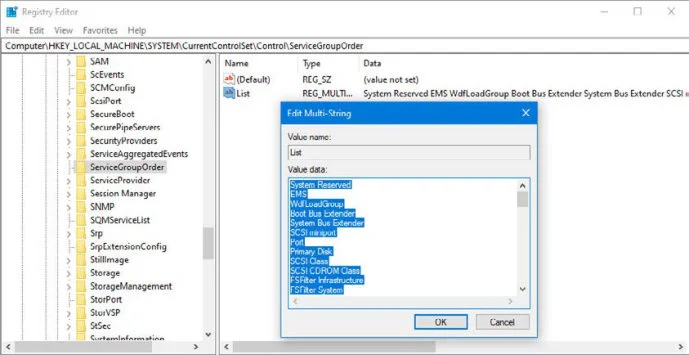 Registry Editor
File Edit View Favorites Help
Computer\HKEY_LOCAL_MACHINE\SYSTEM\CurrentControlSet\Control\ServiceGroupOrder
SAM
ScEvents
SCMConfig
ScsiPort
SecureBoot
SecurePipeServers
SecurityProviders
ServiceAggregatedEvents
ServiceGroupOrder
ServiceProvider
Session Manager
SNMP
SQMServiceList
Srp
SrpExtensionConfig
StillImage
Storage
StorageManagement
StorPort
StorVSP
StSec
SystemInformation
Name Type Data
(Default) REG_SZ (value not set)
List REG_MULTI... System Reserved EMS WdfLoadGroup Boot Bus Extender System Bus Extender SCSI
Edit Multi-String
Value name:
List
Value data:
System Reserved
EMS
WdfLoadGroup
Boot Bus Extender
System Bus Extender
SCSI miniport
Port
Primary Disk
SCSI Class
SCSI CDROM Class
FSFilter Infrastructure
FSFilter System
OK Cancel